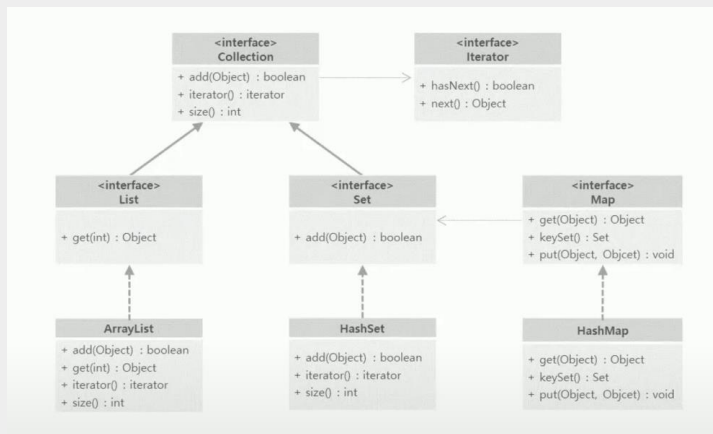 <interface>
Collection
+ add(Object) : boolean
+ iterator() : iterator
+ size() : int
<interface>
Iterator
+ hasNext() : boolean
+ next() : Object
<interface>
List
+ get(int) : Object
<interface>
Set
+ add(Object) : boolean
<interface>
Map
+ get(Object) : Object
+ keySet() : Set
+ put(Object, Objcet) : void
ArrayList
+ add(Object) : boolean
+ get(int) : Object
+ iterator() : iterator
+ size() : int
HashSet
+ add(Object) : boolean
+ iterator() : iterator
+ size() : int
HashMap
+ get(Object) : Object
+ keySet() : Set
+ put(Object, Objcet) : void